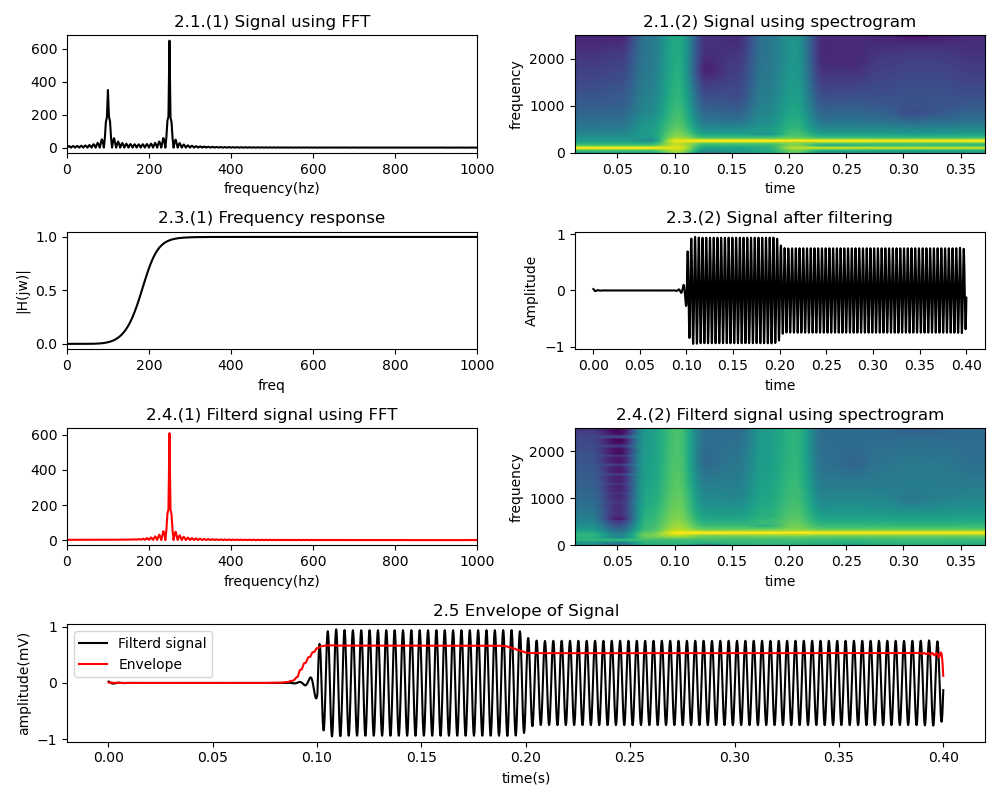 2.1.(1) Signal using FFT
600
400
200
0
0 200 400 600 800 1000
frequency(hz)
2.1.(2) Signal using spectrogram
frequency
2000
1000
0
0.05 0.10 0.15 0.20 0.25 0.30 0.35
time
2.3.(1) Frequency response
|H(jw)|
1.0
0.5
0.0
0 200 400 600 800 1000
freq
2.3.(2) Signal after filtering
Amplitude
1
0
−1
0.00 0.05 0.10 0.15 0.20 0.25 0.30 0.35 0.40
time
2.4.(1) Filterd signal using FFT
600
400
200
0
0 200 400 600 800 1000
frequency(hz)
2.4.(2) Filterd signal using spectrogram
frequency
2000
1000
0
0.05 0.10 0.15 0.20 0.25 0.30 0.35
time
2.5 Envelope of Signal
amplitude(mV)
1
0
−1
Filterd signal
Envelope
0.00 0.05 0.10 0.15 0.20 0.25 0.30 0.35 0.40
time(s)